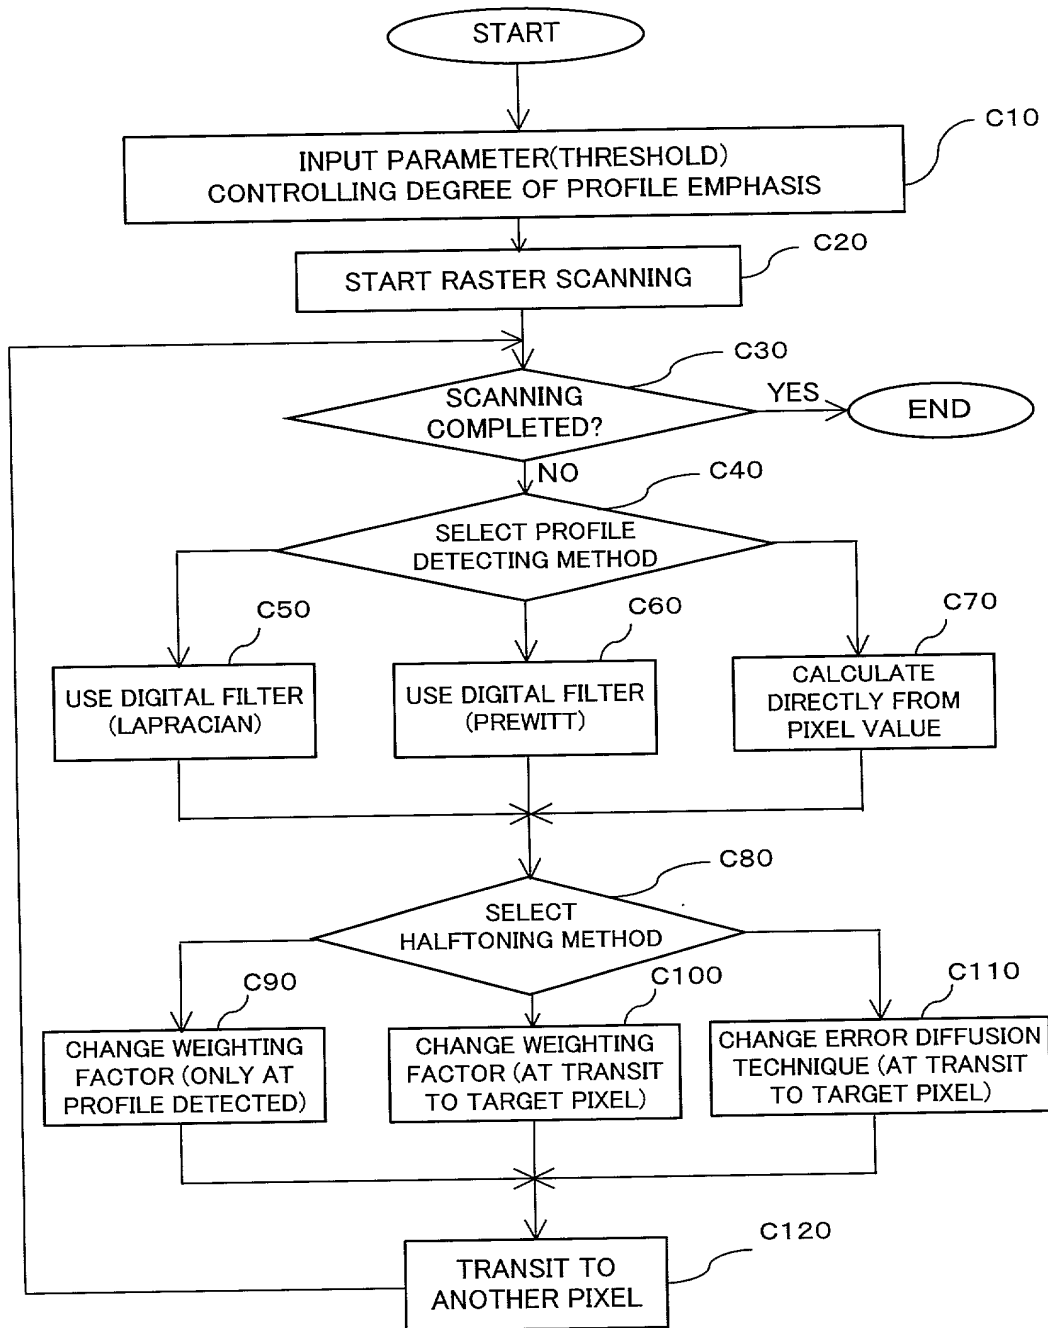 START
C10
INPUT PARAMETER(THRESHOLD)
CONTROLLING DEGREE OF PROFILE EMPHASIS
C20
START RASTER SCANNING
C30
SCANNING
COMPLETED?
YES
END
NO
C40
SELECT PROFILE
DETECTING METHOD
C50
USE DIGITAL FILTER
(LAPRACIAN)
C60
USE DIGITAL FILTER
(PREWITT)
C70
CALCULATE
DIRECTLY FROM
PIXEL VALUE
C80
SELECT
HALFTONING METHOD
C90
CHANGE WEIGHTING
FACTOR (ONLY AT
PROFILE DETECTED)
C100
CHANGE WEIGHTING
FACTOR (AT TRANSIT
TO TARGET PIXEL)
C110
CHANGE ERROR DIFFUSION
TECHNIQUE (AT TRANSIT
TO TARGET PIXEL)
C120
TRANSIT TO
ANOTHER PIXEL